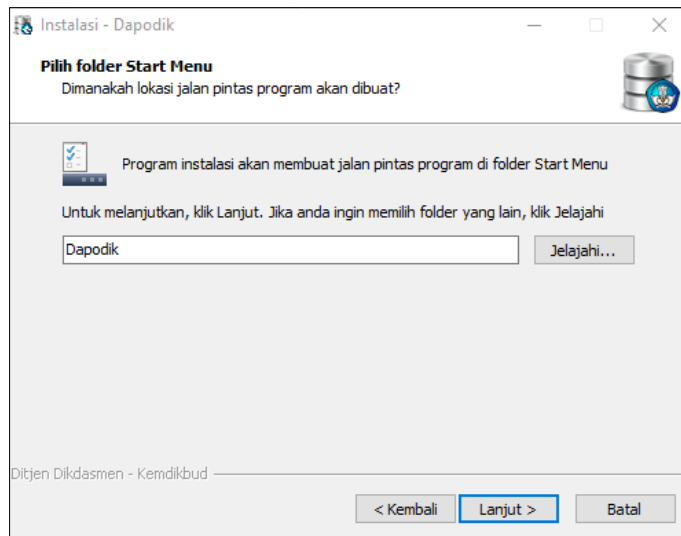 Instalasi - Dapodik
Pilih folder Start Menu
Dimanakah lokasi jalan pintas program akan dibuat?
Program instalasi akan membuat jalan pintas program di folder Start Menu
Untuk melanjutkan, klik Lanjut. Jika anda ingin memilih folder yang lain, klik Jelajahi
Dapodik
Jelajahi...
Ditjen Dikdasmen - Kemdikbud
< Kembali
Lanjut >
Batal